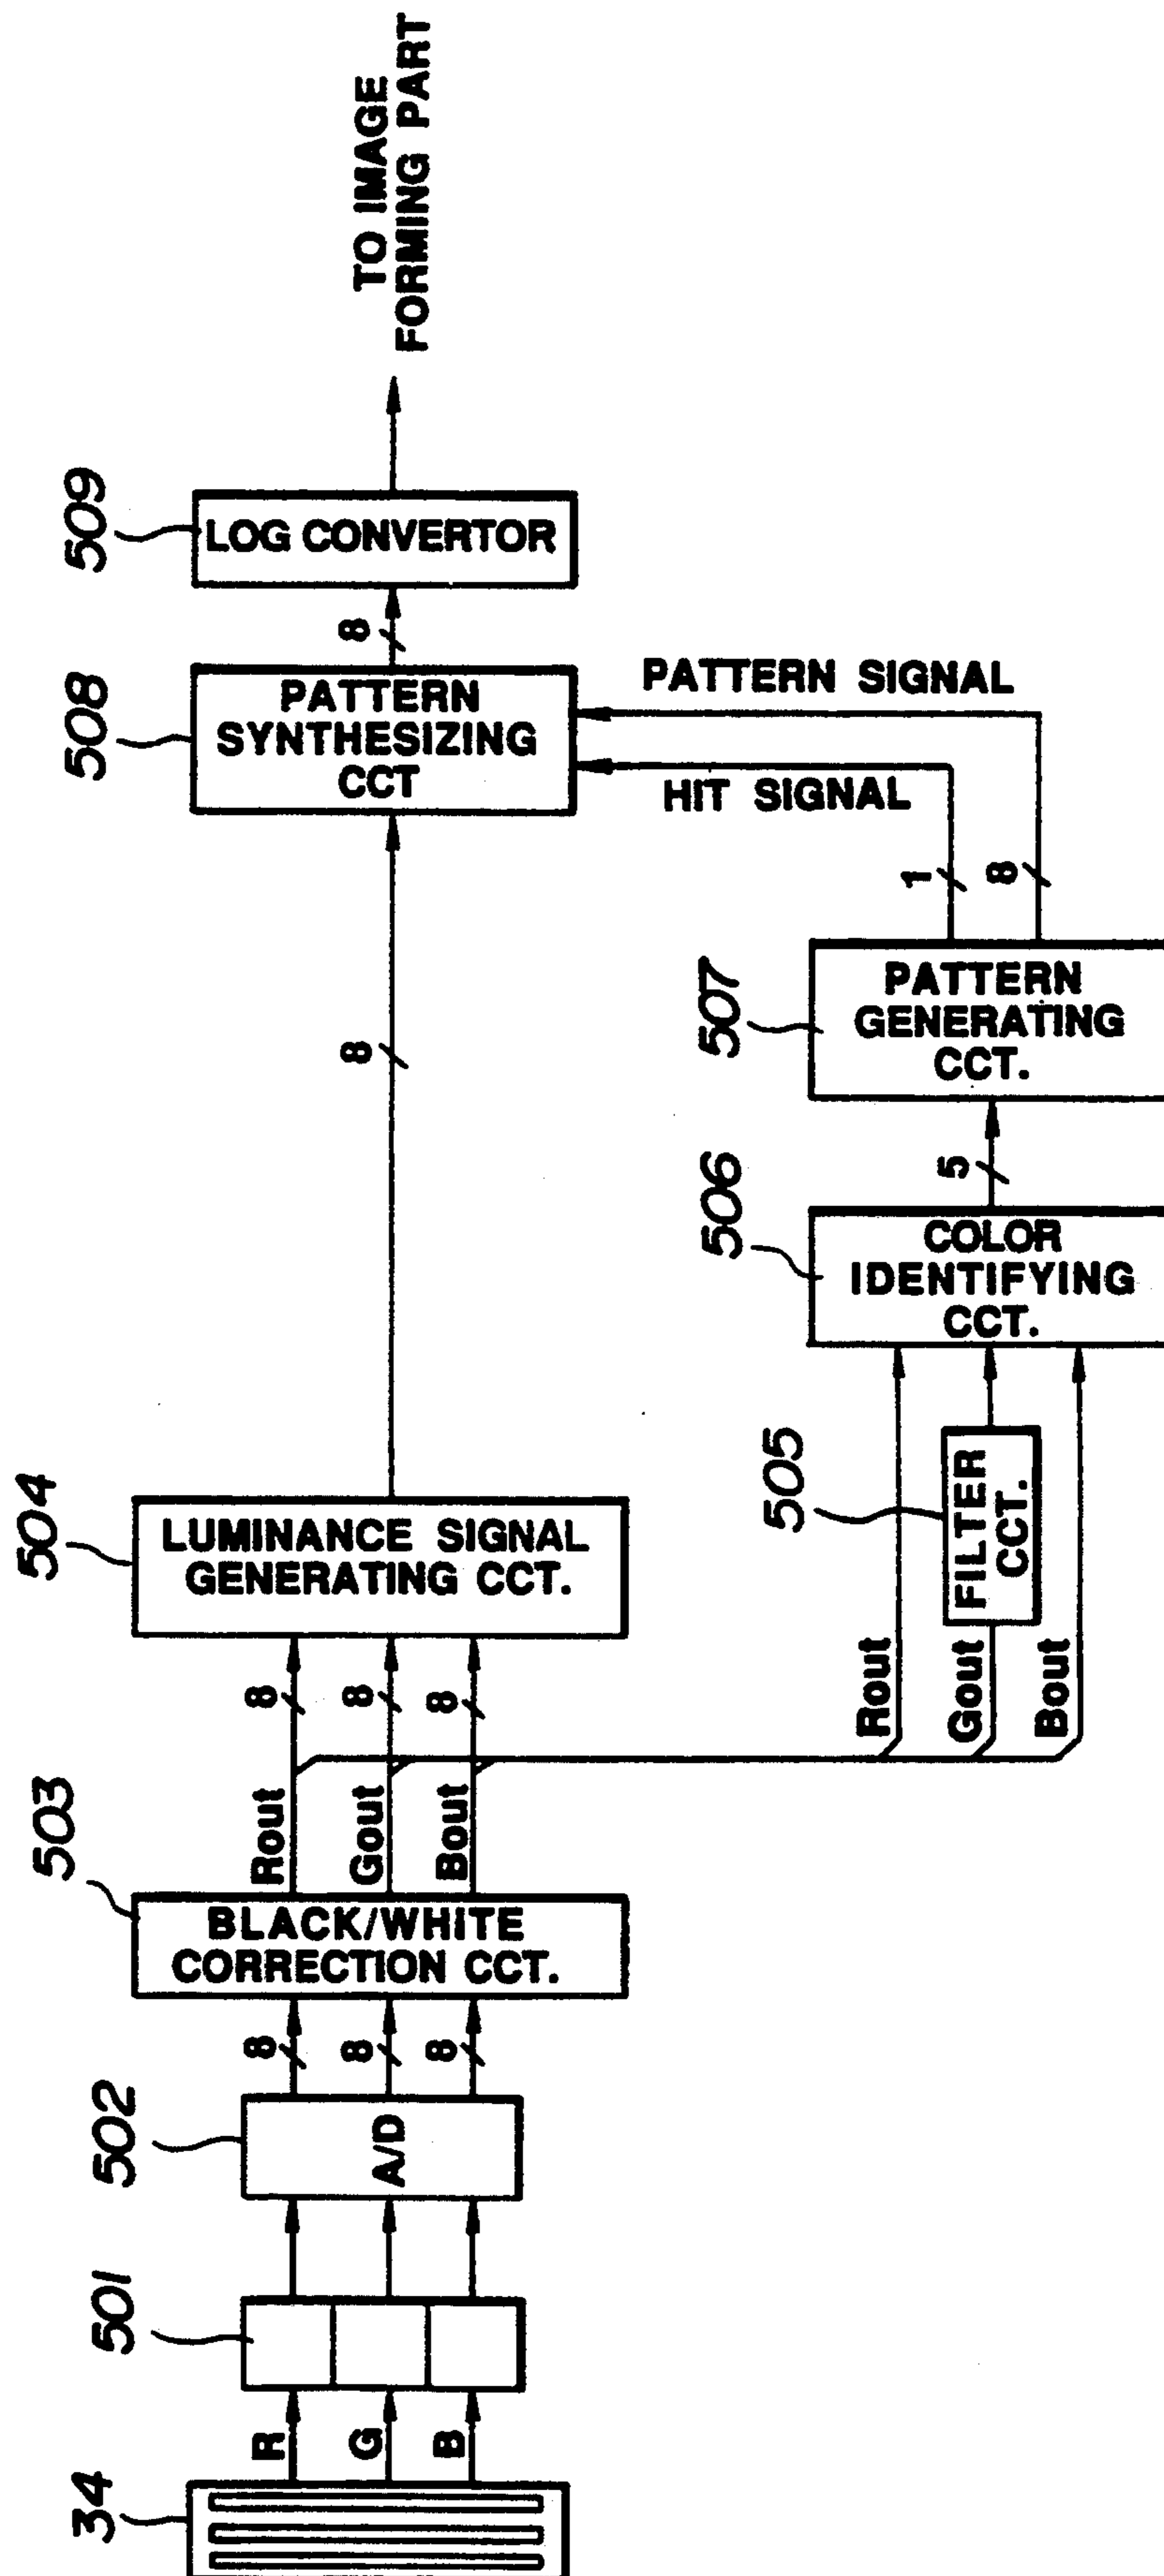 34
R
G
B
501
502
A/D
8
8
8
503
BLACK/WHITE
CORRECTION CCT.
Rout
Gout
Bout
8
8
8
504
LUMINANCE SIGNAL
GENERATING CCT.
8
508
PATTERN
SYNTHESIZING
CCT
8
509
LOG CONVERTOR
TO IMAGE
FORMING PART
Rout
Gout
Bout
505
FILTER
CCT.
506
COLOR
IDENTIFYING
CCT.
5
507
PATTERN
GENERATING
CCT.
1
8
HIT SIGNAL
PATTERN SIGNAL